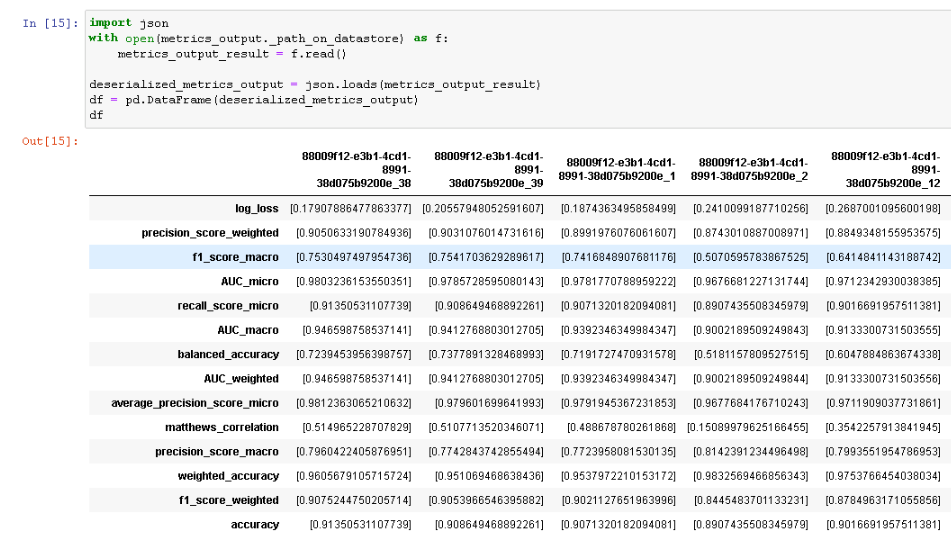 In [15]: import json
with open(metrics_output._path_on_datastore) as f:
    metrics_output_result = f.read()
deserialized_metrics_output = json.loads(metrics_output_result)
df = pd.DataFrame(deserialized_metrics_output)
df
Out[15]:
88009f12-e3b1-4cd1-8991-38d075b9200e_38 88009f12-e3b1-4cd1-8991-38d075b9200e_39 88009f12-e3b1-4cd1-8991-38d075b9200e_1 88009f12-e3b1-4cd1-8991-38d075b9200e_2 88009f12-e3b1-4cd1-8991-38d075b9200e_12
log_loss [0.17907886477863377] [0.20557948052591607] [0.1874363495858499] [0.2410099187710256] [0.2687001095600198]
precision_score_weighted [0.9050633190784936] [0.9031076014731616] [0.8991976076061607] [0.8743010887008971] [0.8849348155953575]
f1_score_macro [0.7530497497954736] [0.7541703629289617] [0.7416848907681176] [0.5070595783867525] [0.6414841143188742]
AUC_micro [0.9803236153550351] [0.9785728595080143] [0.9781770788959222] [0.9676681227131744] [0.9712342930038385]
recall_score_micro [0.91350531107739] [0.908649468892261] [0.9071320182094081] [0.8907435508345979] [0.9016691957511381]
AUC_macro [0.946598758537141] [0.9412768803012705] [0.9392346349984347] [0.9002189509249843] [0.9133300731503555]
balanced_accuracy [0.7239453956398757] [0.7377891328468993] [0.7191727470931578] [0.5181157809527515] [0.6047884863674338]
AUC_weighted [0.946598758537141] [0.9412768803012705] [0.9392346349984347] [0.9002189509249844] [0.9133300731503556]
average_precision_score_micro [0.9812363065210632] [0.979601699641993] [0.9791945367231853] [0.9677684176710243] [0.9711909037731861]
matthews_correlation [0.514965228707829] [0.5107713520346071] [0.488678780261868] [0.15089979625166455] [0.3542257913841945]
precision_score_macro [0.7960422405876951] [0.7742843742855494] [0.7723958081530135] [0.8142391234496498] [0.7993551954786953]
weighted_accuracy [0.9605679105715724] [0.951069468638436] [0.9537972210153172] [0.9832569466856343] [0.9753766454038034]
f1_score_weighted [0.9075244750205714] [0.9053966546395882] [0.9021127651963996] [0.8445483701133231] [0.8784963171055856]
accuracy [0.91350531107739] [0.908649468892261] [0.9071320182094081] [0.8907435508345979] [0.9016691957511381]